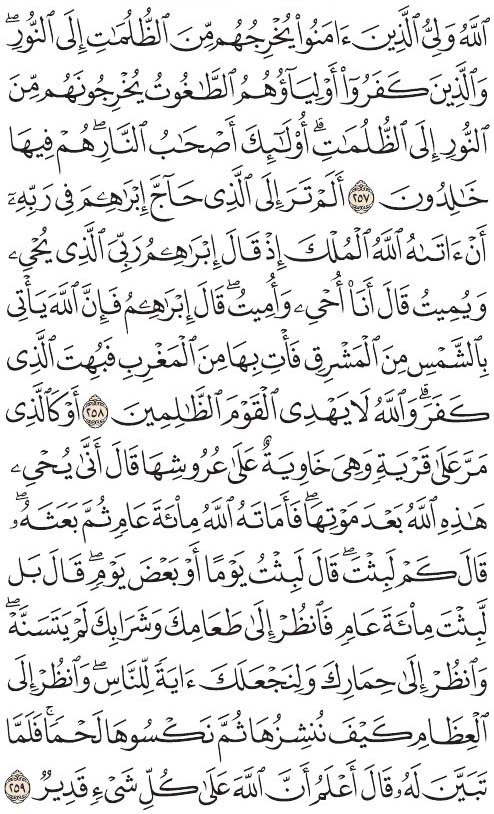 ٱللَّهُ وَلِىُّ ٱلَّذِينَ ءَامَنُوا۟ يُخْرِجُهُم مِّنَ ٱلظُّلُمَـٰتِ إِلَى ٱلنُّورِ ۖ
وَٱلَّذِينَ كَفَرُوٓا۟ أَوْلِيَآؤُهُمُ ٱلطَّـٰغُوتُ يُخْرِجُونَهُم مِّنَ
ٱلنُّورِ إِلَى ٱلظُّلُمَـٰتِ ۗ أُو۟لَـٰٓئِكَ أَصْحَـٰبُ ٱلنَّارِ ۖ هُمْ فِيهَا
خَـٰلِدُونَ ٢٥٧ أَلَمْ تَرَ إِلَى ٱلَّذِى حَآجَّ إِبْرَٰهِـۧمَ فِى رَبِّهِۦٓ
أَنْ ءَاتَىٰهُ ٱللَّهُ ٱلْمُلْكَ إِذْ قَالَ إِبْرَٰهِـۧمُ رَبِّىَ ٱلَّذِى يُحْىِۦ
وَيُمِيتُ قَالَ أَنَا۠ أُحْىِۦ وَأُمِيتُ ۖ قَالَ إِبْرَٰهِـۧمُ فَإِنَّ ٱللَّهَ يَأْتِى
بِٱلشَّمْسِ مِنَ ٱلْمَشْرِقِ فَأْتِ بِهَا مِنَ ٱلْمَغْرِبِ فَبُهِتَ ٱلَّذِى
كَفَرَ ۗ وَٱللَّهُ لَا يَهْدِى ٱلْقَوْمَ ٱلظَّـٰلِمِينَ ٢٥٨ أَوْ كَٱلَّذِى
مَرَّ عَلَىٰ قَرْيَةٍ وَهِىَ خَاوِيَةٌ عَلَىٰ عُرُوشِهَا قَالَ أَنَّىٰ يُحْىِۦ
هَـٰذِهِ ٱللَّهُ بَعْدَ مَوْتِهَا ۖ فَأَمَاتَهُ ٱللَّهُ مِا۟ئَةَ عَامٍ ثُمَّ بَعَثَهُۥ ۖ
قَالَ كَمْ لَبِثْتَ ۖ قَالَ لَبِثْتُ يَوْمًا أَوْ بَعْضَ يَوْمٍ ۖ قَالَ بَل
لَّبِثْتَ مِا۟ئَةَ عَامٍ فَٱنظُرْ إِلَىٰ طَعَامِكَ وَشَرَابِكَ لَمْ يَتَسَنَّهْ ۖ
وَٱنظُرْ إِلَىٰ حِمَارِكَ وَلِنَجْعَلَكَ ءَايَةً لِّلنَّاسِ ۖ وَٱنظُرْ إِلَى
ٱلْعِظَامِ كَيْفَ نُنشِزُهَا ثُمَّ نَكْسُوهَا لَحْمًا ۚ فَلَمَّا
تَبَيَّنَ لَهُۥ قَالَ أَعْلَمُ أَنَّ ٱللَّهَ عَلَىٰ كُلِّ شَىْءٍ قَدِيرٌ ٢٥٩